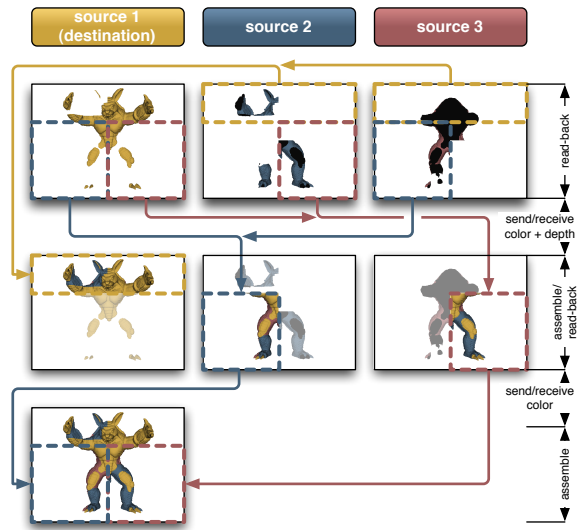 source 1
(destination)
source 2
source 3
read-back
send/receive
color + depth
assemble/
read-back
send/receive
color
assemble